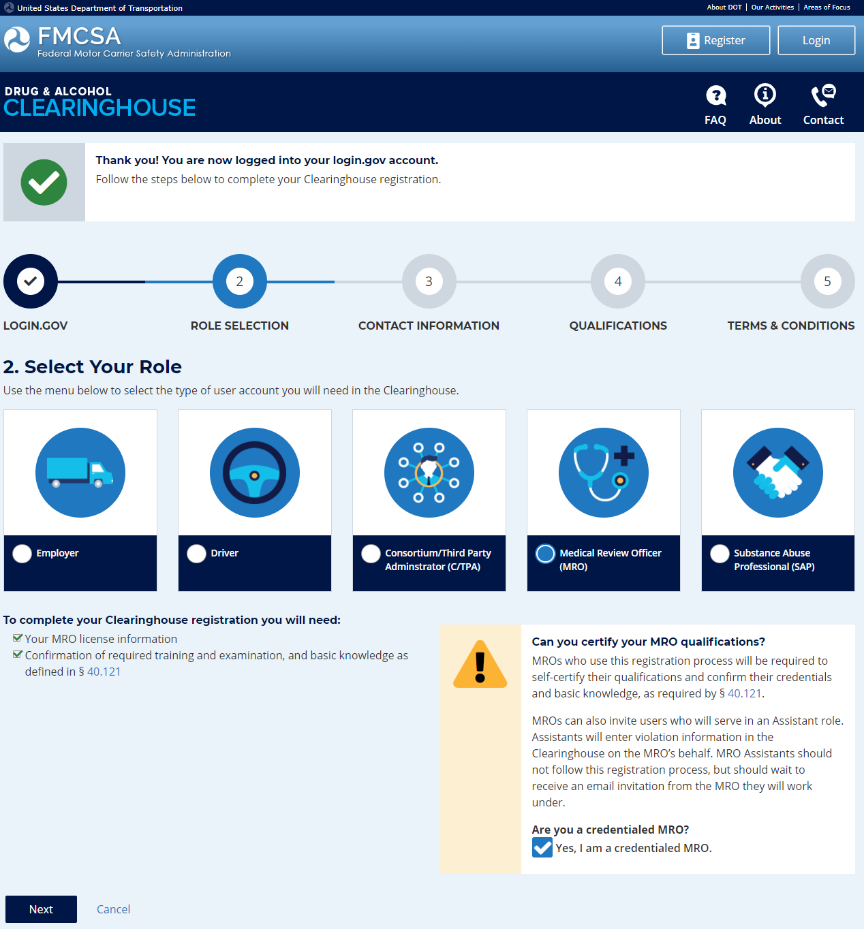 United States Department of Transportation
About DOT | Our Activities | Areas of Focus
FMCSA
Federal Motor Carrier Safety Administration
Register
Login
DRUG & ALCOHOL
CLEARINGHOUSE
FAQ
About
Contact
Thank you! You are now logged into your login.gov account.
Follow the steps below to complete your Clearinghouse registration.
2
3
4
5
LOGIN.GOV
ROLE SELECTION
CONTACT INFORMATION
QUALIFICATIONS
TERMS & CONDITIONS
2. Select Your Role
Use the menu below to select the type of user account you will need in the Clearinghouse.
Employer
Driver
Consortium/Third Party
Adminstrator (C/TPA)
Medical Review Officer
(MRO)
Substance Abuse
Professional (SAP)
To complete your Clearinghouse registration you will need:
Your MRO license information
Confirmation of required training and examination, and basic knowledge as
defined in § 40.121
Can you certify your MRO qualifications?
MROs who use this registration process will be required to
self-certify their qualifications and confirm their credentials
and basic knowledge, as required by § 40.121.
MROs can also invite users who will serve in an Assistant role.
Assistants will enter violation information in the
Clearinghouse on the MRO's behalf. MRO Assistants should
not follow this registration process, but should wait to
receive an email invitation from the MRO they will work
under.
Are you a credentialed MRO?
Yes, I am a credentialed MRO.
Next
Cancel